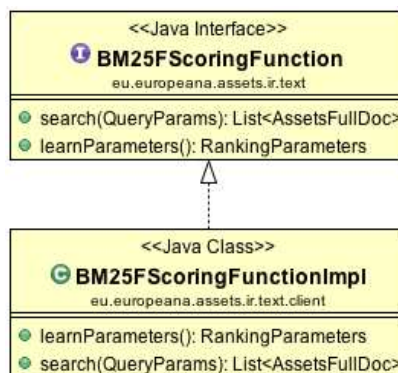 <<Java Interface>>
I BM25FScoringFunction
eu.europeana.assets.ir.text
search(QueryParams): List<AssetsFullDoc>
learnParameters(): RankingParameters
<<Java Class>>
C BM25FScoringFunctionImpl
eu.europeana.assets.ir.text.client
learnParameters(): RankingParameters
search(QueryParams): List<AssetsFullDoc>